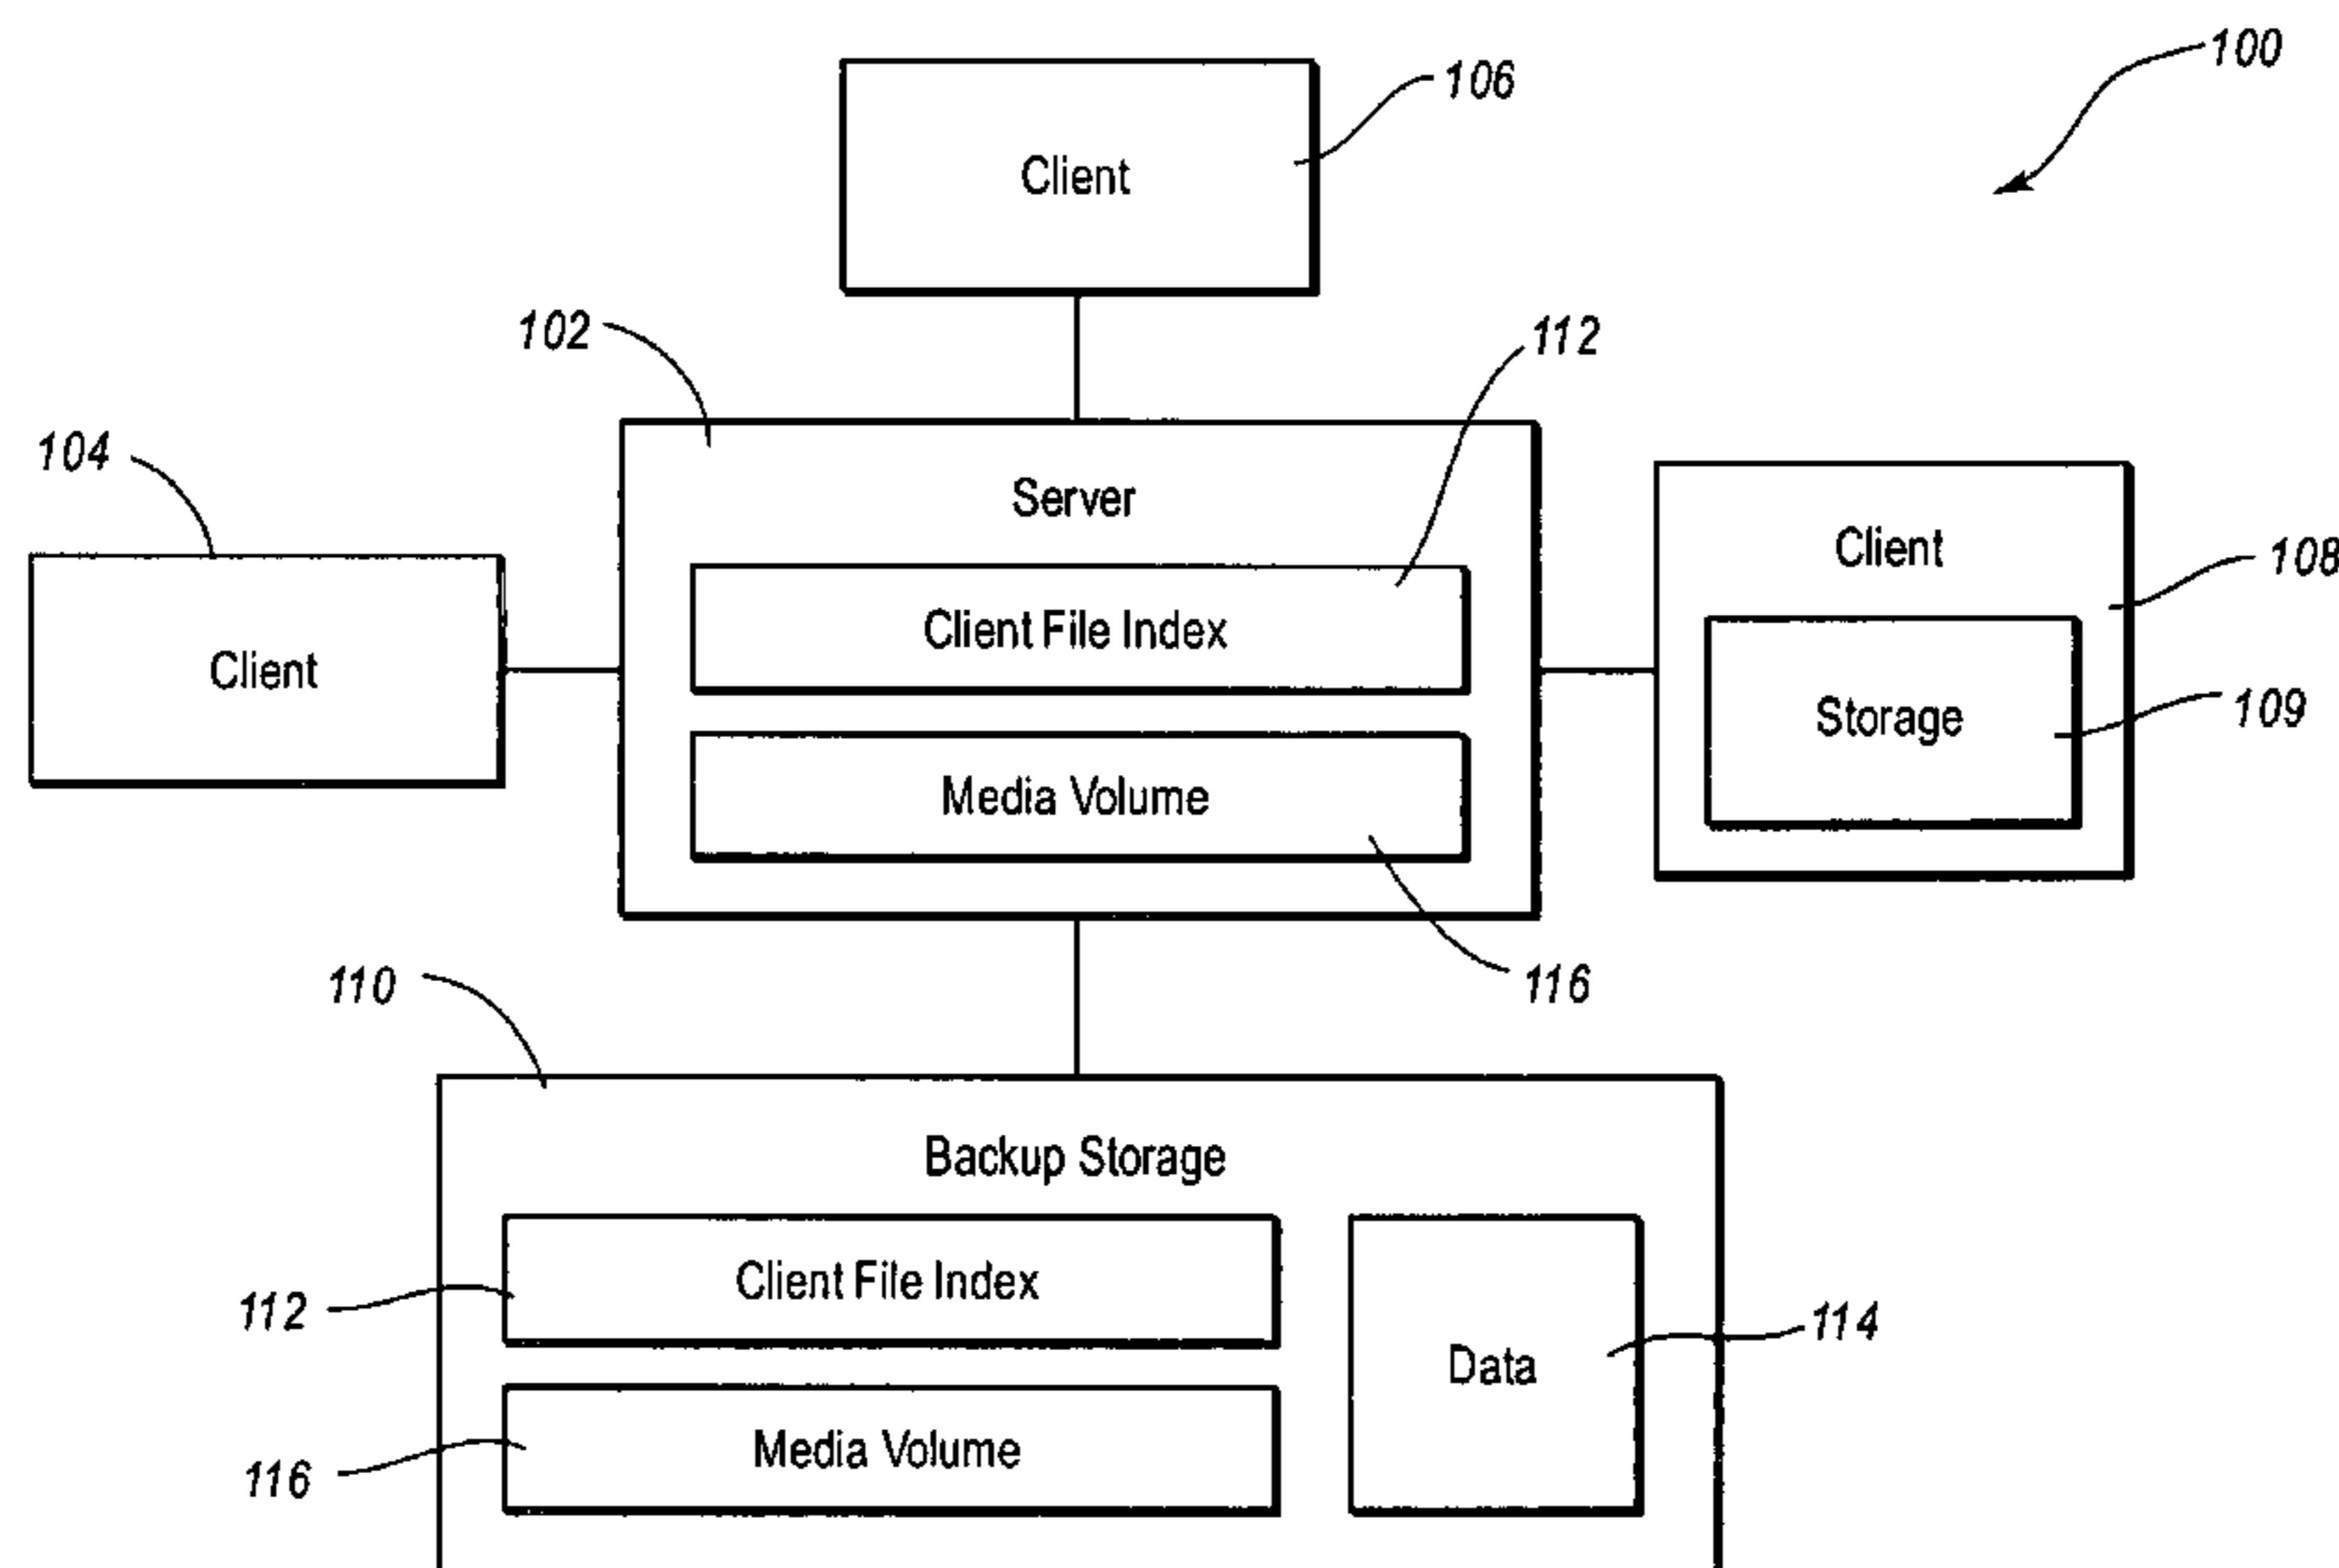 100
106
Client
102
112
104
Server
Client
108
Client File Index
Client
Storage
109
Media Volume
110
116
Backup Storage
Client File Index
112
114
Data
Media Volume
116